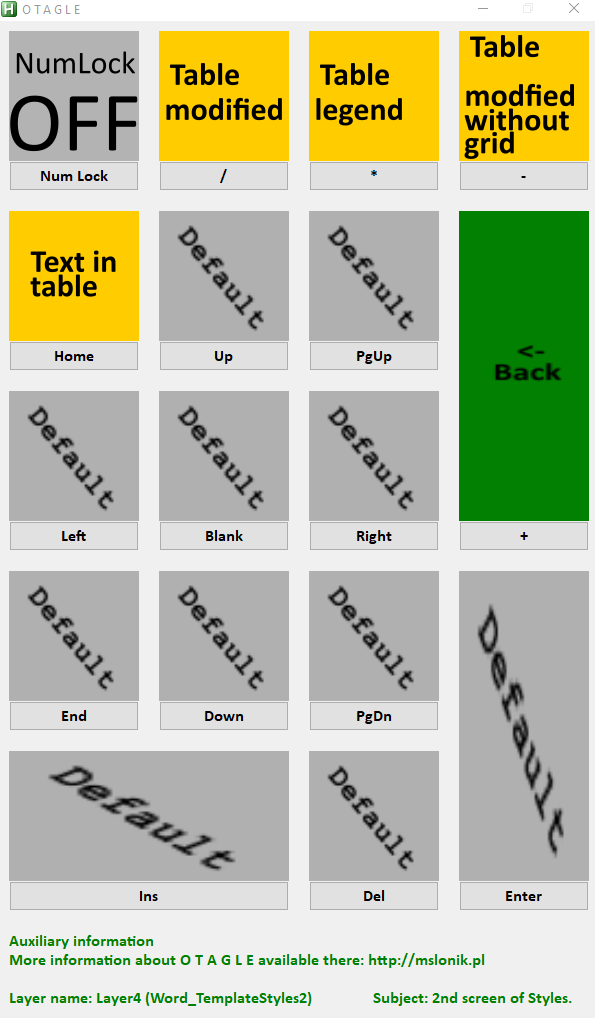 O T A G L E
NumLock
OFF
Num Lock
Table
modified
/
Table
legend
*
Table
modfied
without
grid
-
Text in
table
Home
Default
Up
Default
PgUp
<-
Back
+
Default
Left
Default
Blank
Default
Right
Default
End
Default
Down
Default
PgDn
Default
Enter
Default
Ins
Default
Del
Auxiliary information
More information about O T A G L E available there: http://mslonik.pl
Layer name: Layer4 (Word_TemplateStyles2) Subject: 2nd screen of Styles.